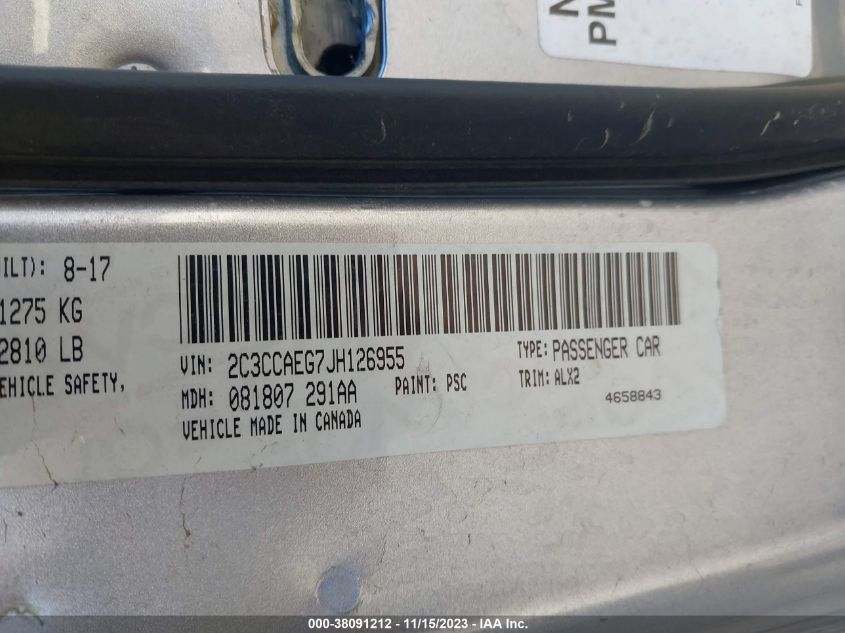 PM
ILT): 8-17
1275 KG
2810 LB
EHICLE SAFETY,
VIN: 2C3CCAEG7JH126955
TYPE: PASSENGER CAR
MDH: 081807 291AA
PAINT: PSC
TRIM: ALX2
4658843
VEHICLE MADE IN CANADA
000-38091212 - 11/15/2023 - IAA Inc.